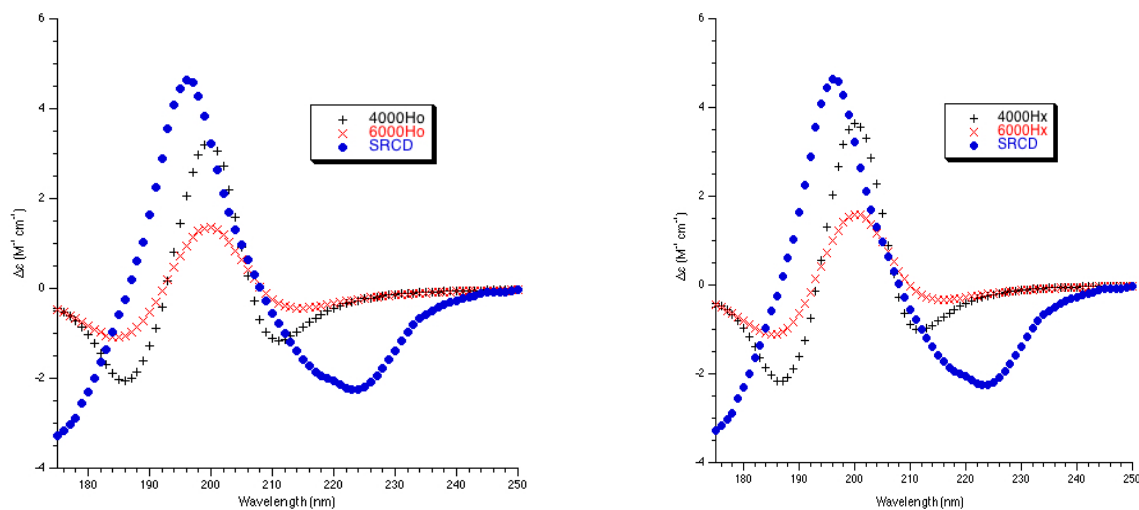 6
4
2
0
-2
-4
Δε (M⁻¹ cm⁻¹)
4000Ho
6000Ho
SRCD
180 190 200 210 220 230 240 250
Wavelength (nm)
6
4
2
0
-2
-4
Δε (M⁻¹ cm⁻¹)
4000Hx
6000Hx
SRCD
180 190 200 210 220 230 240 250
Wavelength (nm)